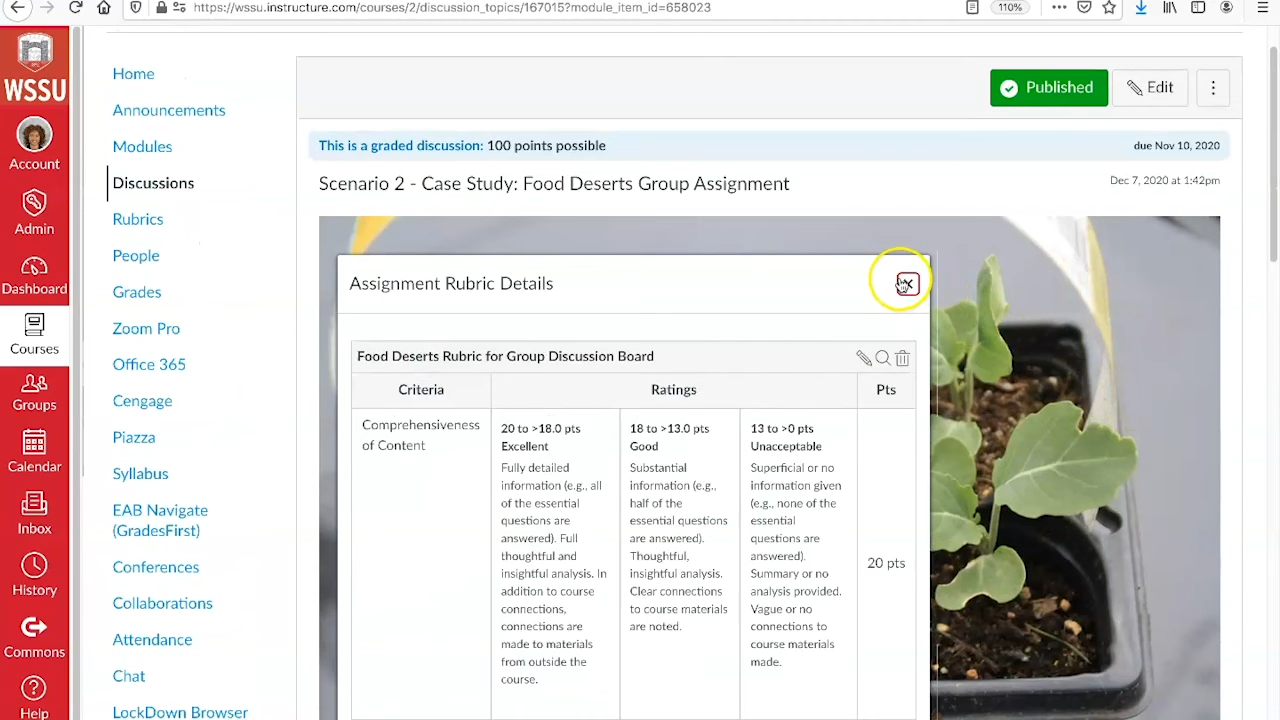 https://wssu.instructure.com/courses/2/discussion_topics/167015?module_item_id=658023
110%
WSSU
Account
Admin
Dashboard
Courses
Groups
Calendar
Inbox
History
Commons
Help
Home
Announcements
Modules
Discussions
Rubrics
People
Grades
Zoom Pro
Office 365
Cengage
Piazza
Syllabus
EAB Navigate
(GradesFirst)
Conferences
Collaborations
Attendance
Chat
LockDown Browser
Published
Edit
This is a graded discussion: 100 points possible
due Nov 10, 2020
Scenario 2 - Case Study: Food Deserts Group Assignment
Dec 7, 2020 at 1:42pm
Assignment Rubric Details
Food Deserts Rubric for Group Discussion Board
Criteria
Ratings
Pts
Comprehensiveness
of Content
20 to >18.0 pts
Excellent
Fully detailed
information (e.g., all
of the essential
questions are
answered). Full
thoughtful and
insightful analysis. In
addition to course
connections,
connections are
made to materials
from outside the
course.
18 to >13.0 pts
Good
Substantial
information (e.g.,
half of the
essential questions
are answered).
Thoughtful,
insightful analysis.
Clear connections
to course materials
are noted.
13 to >0 pts
Unacceptable
Superficial or no
information given
(e.g., none of the
essential
questions are
answered).
Summary or no
analysis provided.
Vague or no
connections to
course materials
made.
20 pts